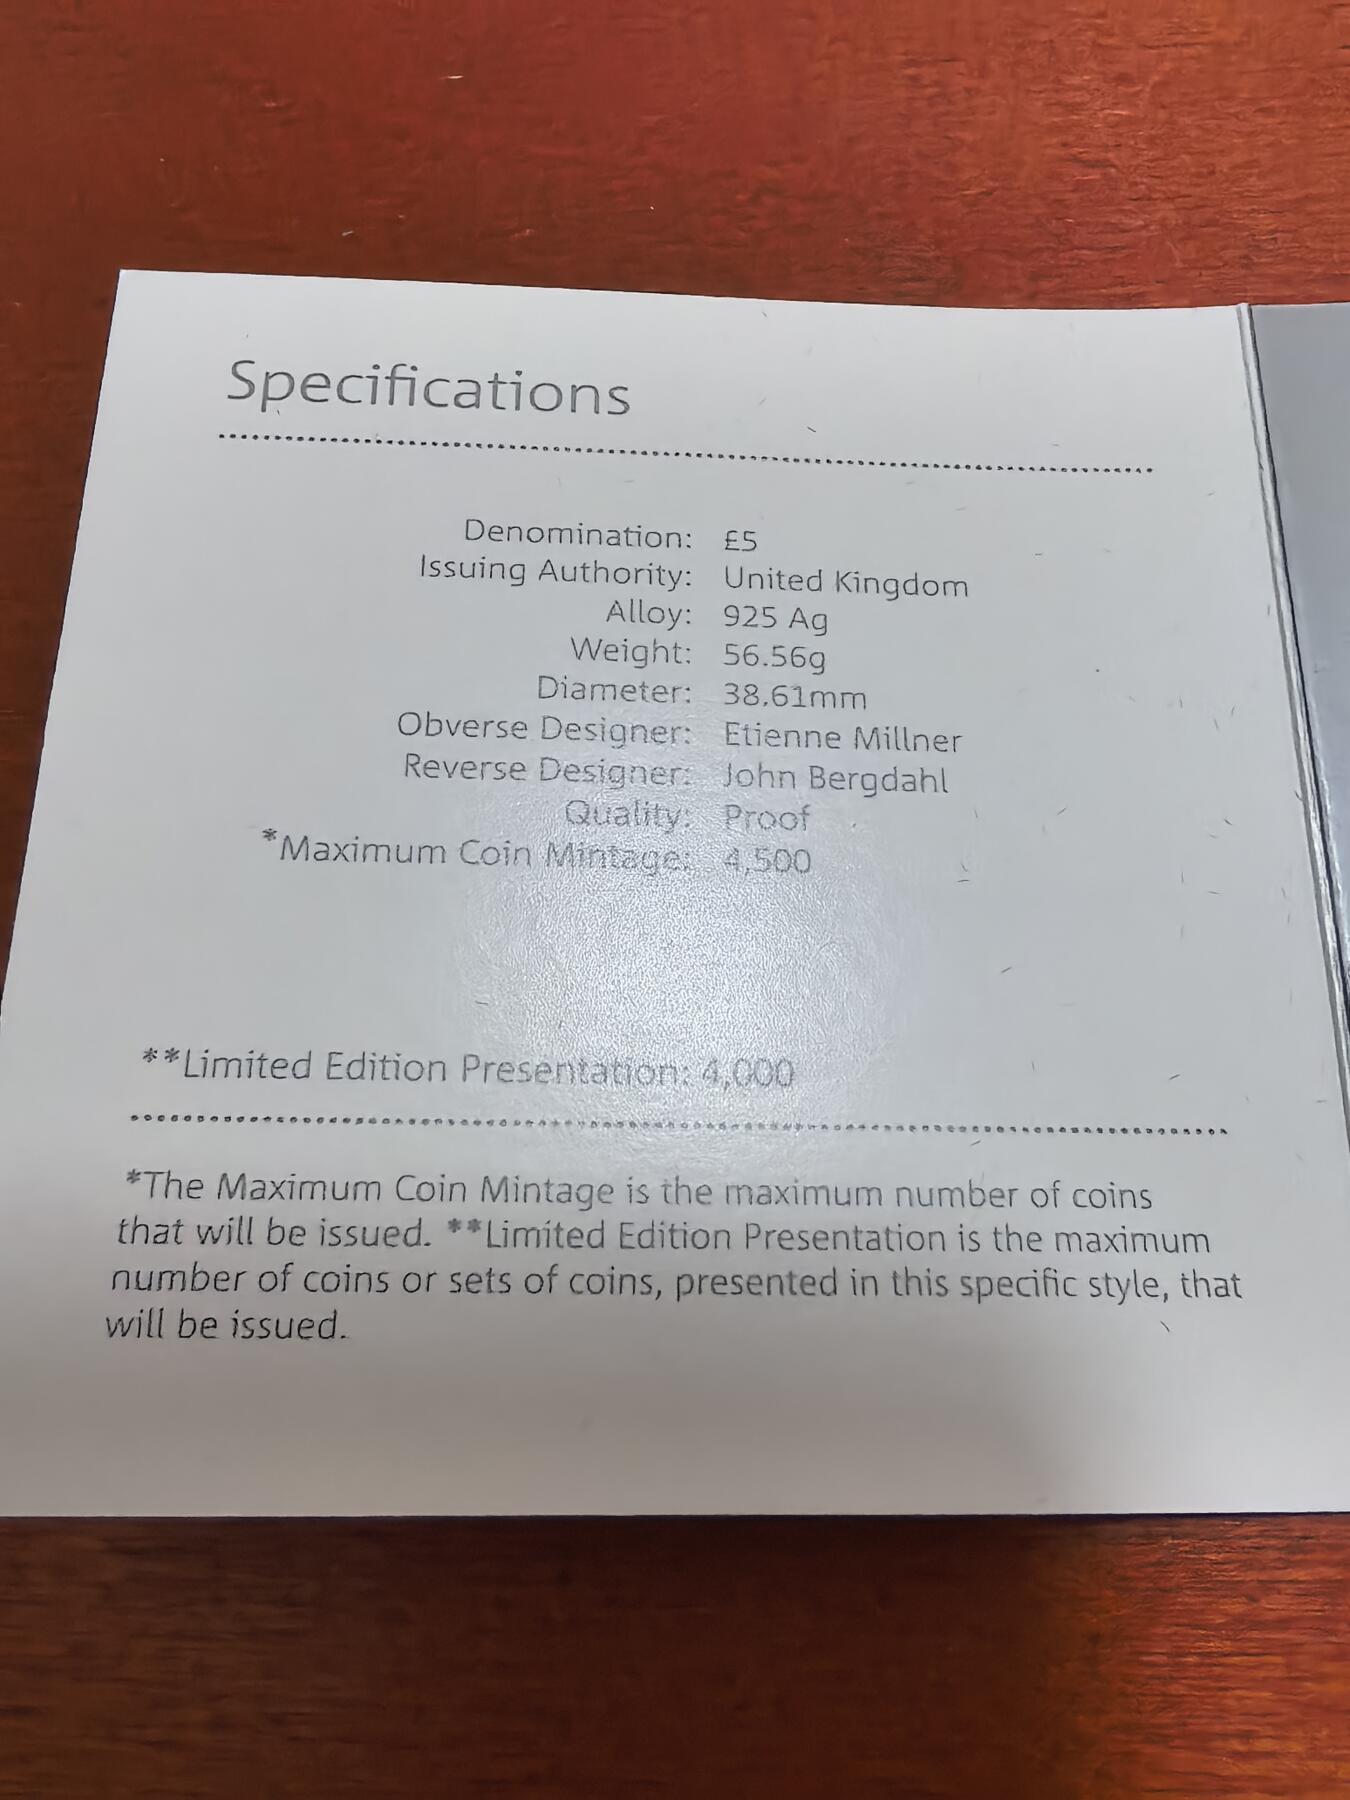 Specifications
Denomination: £5
Issuing Authority: United Kingdom
Alloy: 925 Ag
Weight: 56.56g
Diameter: 38.61mm
Obverse Designer: Etienne Millner
Reverse Designer: John Bergdahl
Quality: Proof
*Maximum Coin Mintage: 4,500
**Limited Edition Presentation: 4,000
*The Maximum Coin Mintage is the maximum number of coins
that will be issued. **Limited Edition Presentation is the maximum
number of coins or sets of coins, presented in this specific style, that
will be issued.